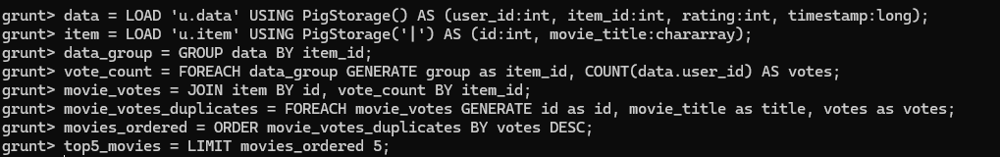 grunt> data = LOAD 'u.data' USING PigStorage() AS (user_id:int, item_id:int, rating:int, timestamp:long);
grunt> item = LOAD 'u.item' USING PigStorage('|') AS (id:int, movie_title:chararray);
grunt> data_group = GROUP data BY item_id;
grunt> vote_count = FOREACH data_group GENERATE group as item_id, COUNT(data.user_id) AS votes;
grunt> movie_votes = JOIN item BY id, vote_count BY item_id;
grunt> movie_votes_duplicates = FOREACH movie_votes GENERATE id as id, movie_title as title, votes as votes;
grunt> movies_ordered = ORDER movie_votes_duplicates BY votes DESC;
grunt> top5_movies = LIMIT movies_ordered 5;